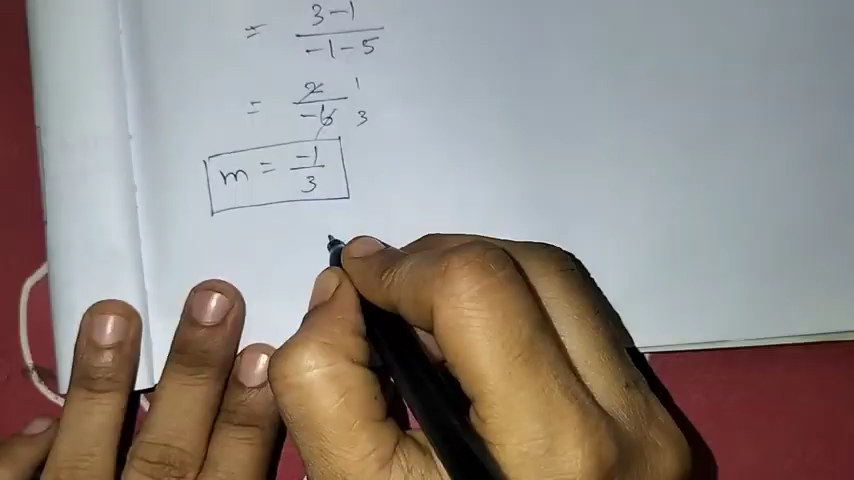 = 3-1 / -1-5
= 2 / -6 1 3
m = -1 / 3